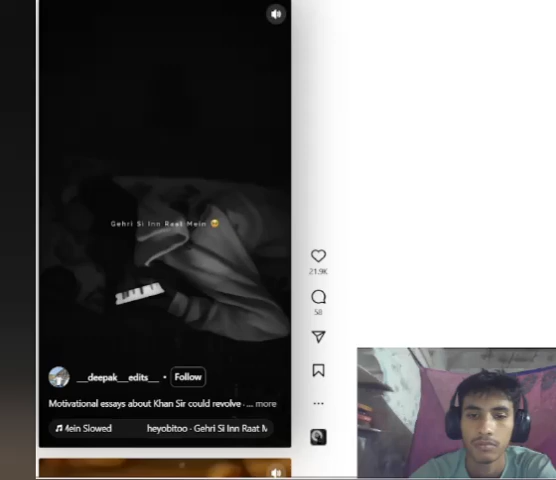 Gehri Si Inn Raat Mein 🥺
21.9K
58
__deepak__edits__ • Follow
Motivational essays about Khan Sir could revolve - ... more
Mein Slowed heyobitoo · Gehri Si Inn Raat M